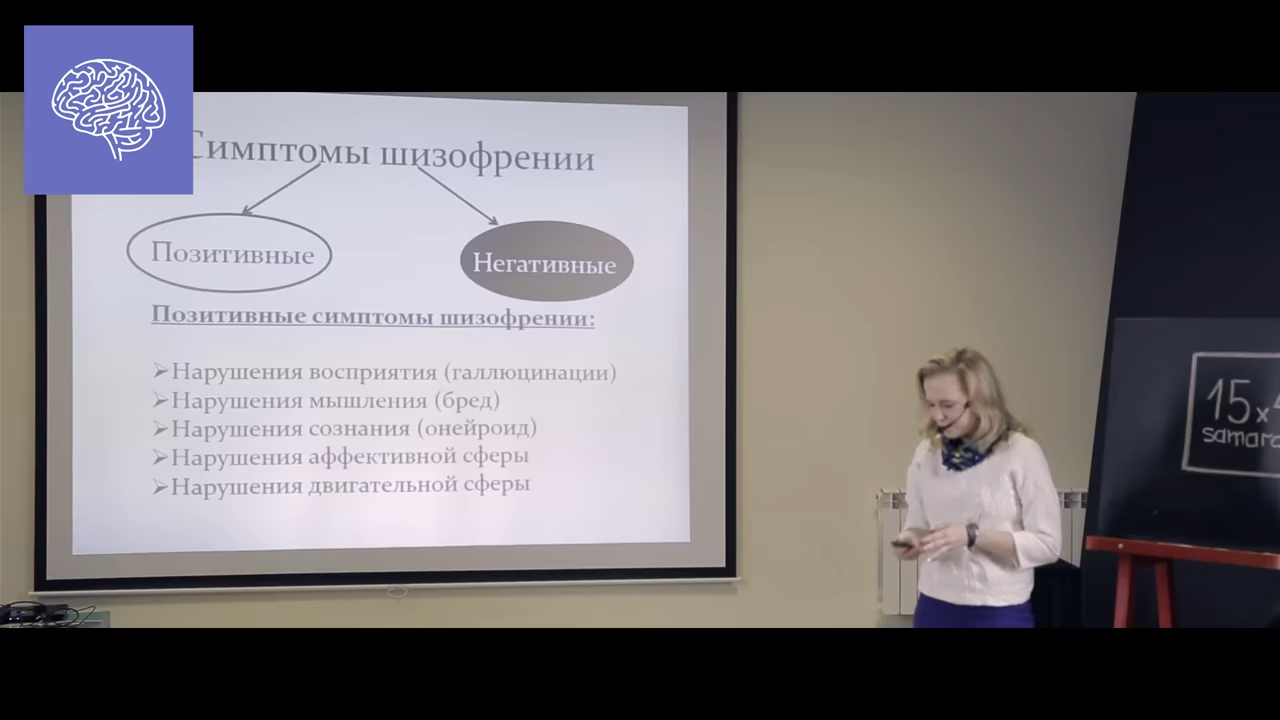 Симптомы шизофрении
Позитивные
Негативные
Позитивные симптомы шизофрении:
➢Нарушения восприятия (галлюцинации)
➢Нарушения мышления (бред)
➢Нарушения сознания (онейроид)
➢Нарушения аффективной сферы
➢Нарушения двигательной сферы
15x